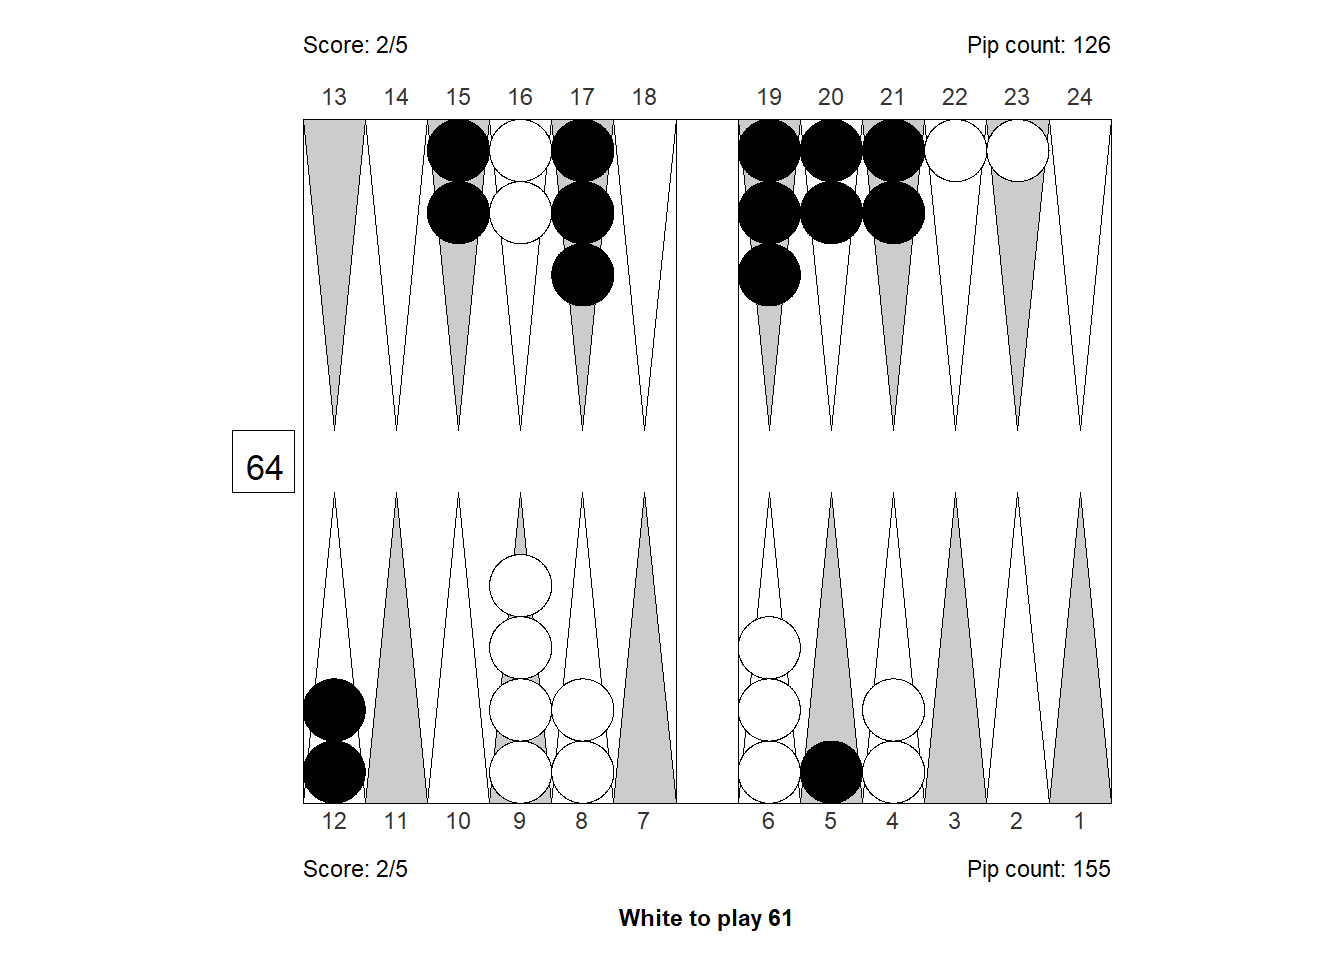 Score: 2/5 Pip count: 126
13 14 15 16 17 18 19 20 21 22 23 24
64
12 11 10 9 8 7 6 5 4 3 2 1
Score: 2/5 Pip count: 155
White to play 61